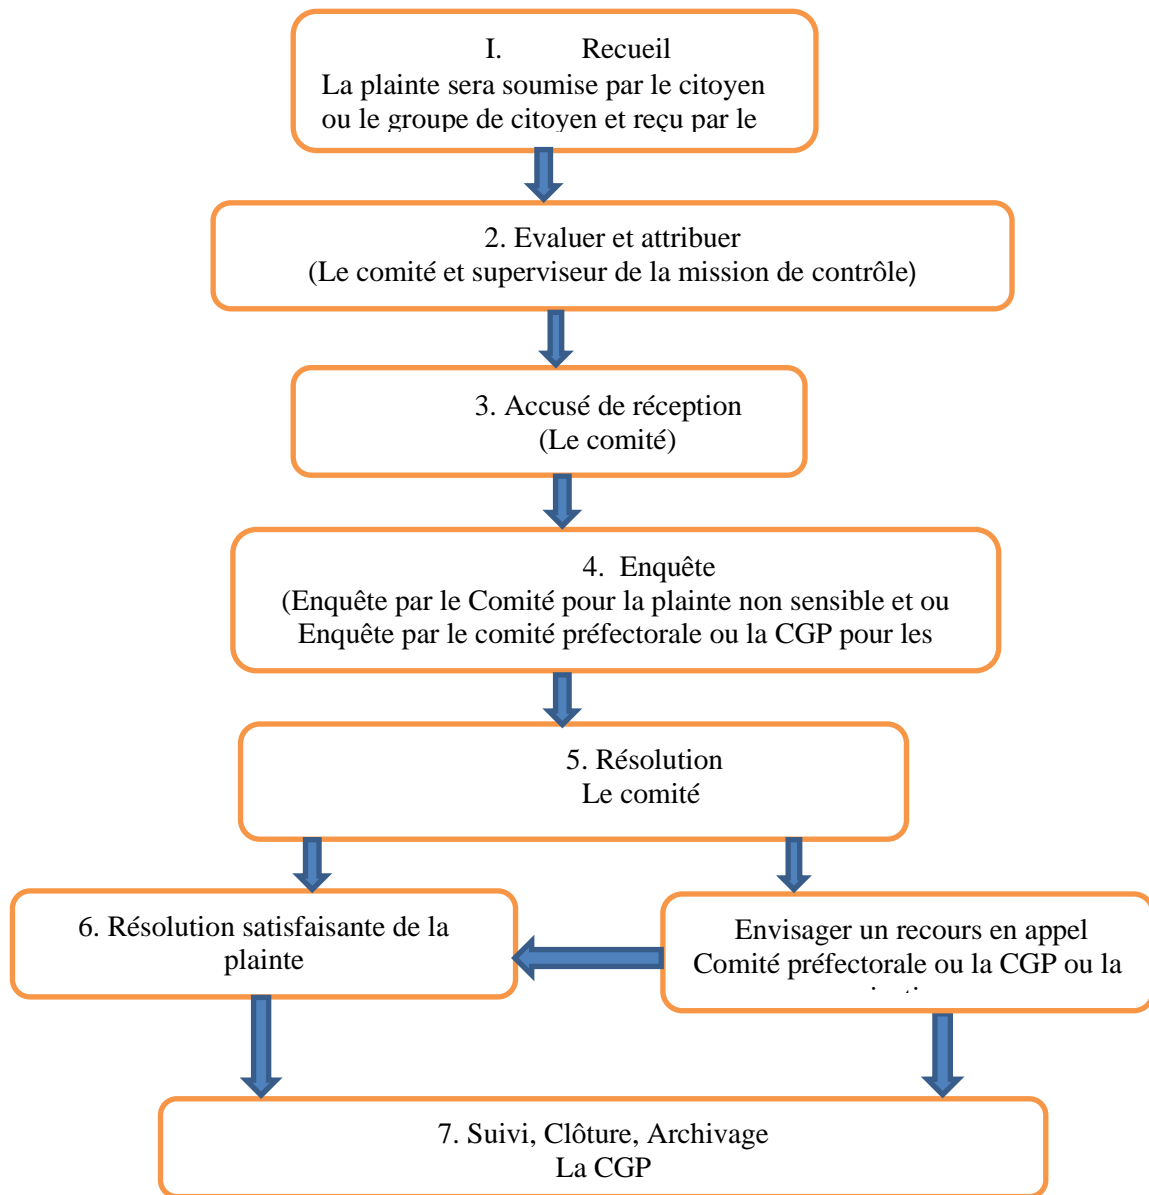 I. Recueil
La plainte sera soumise par le citoyen
ou le groupe de citoyen et reçu par le
2. Evaluer et attribuer
(Le comité et superviseur de la mission de contrôle)
3. Accusé de réception
(Le comité)
4. Enquête
(Enquête par le Comité pour la plainte non sensible et ou
Enquête par le comité préfectorale ou la CGP pour les
5. Résolution
Le comité
6. Résolution satisfaisante de la
plainte
Envisager un recours en appel
Comité préfectorale ou la CGP ou la
7. Suivi, Clôture, Archivage
La CGP